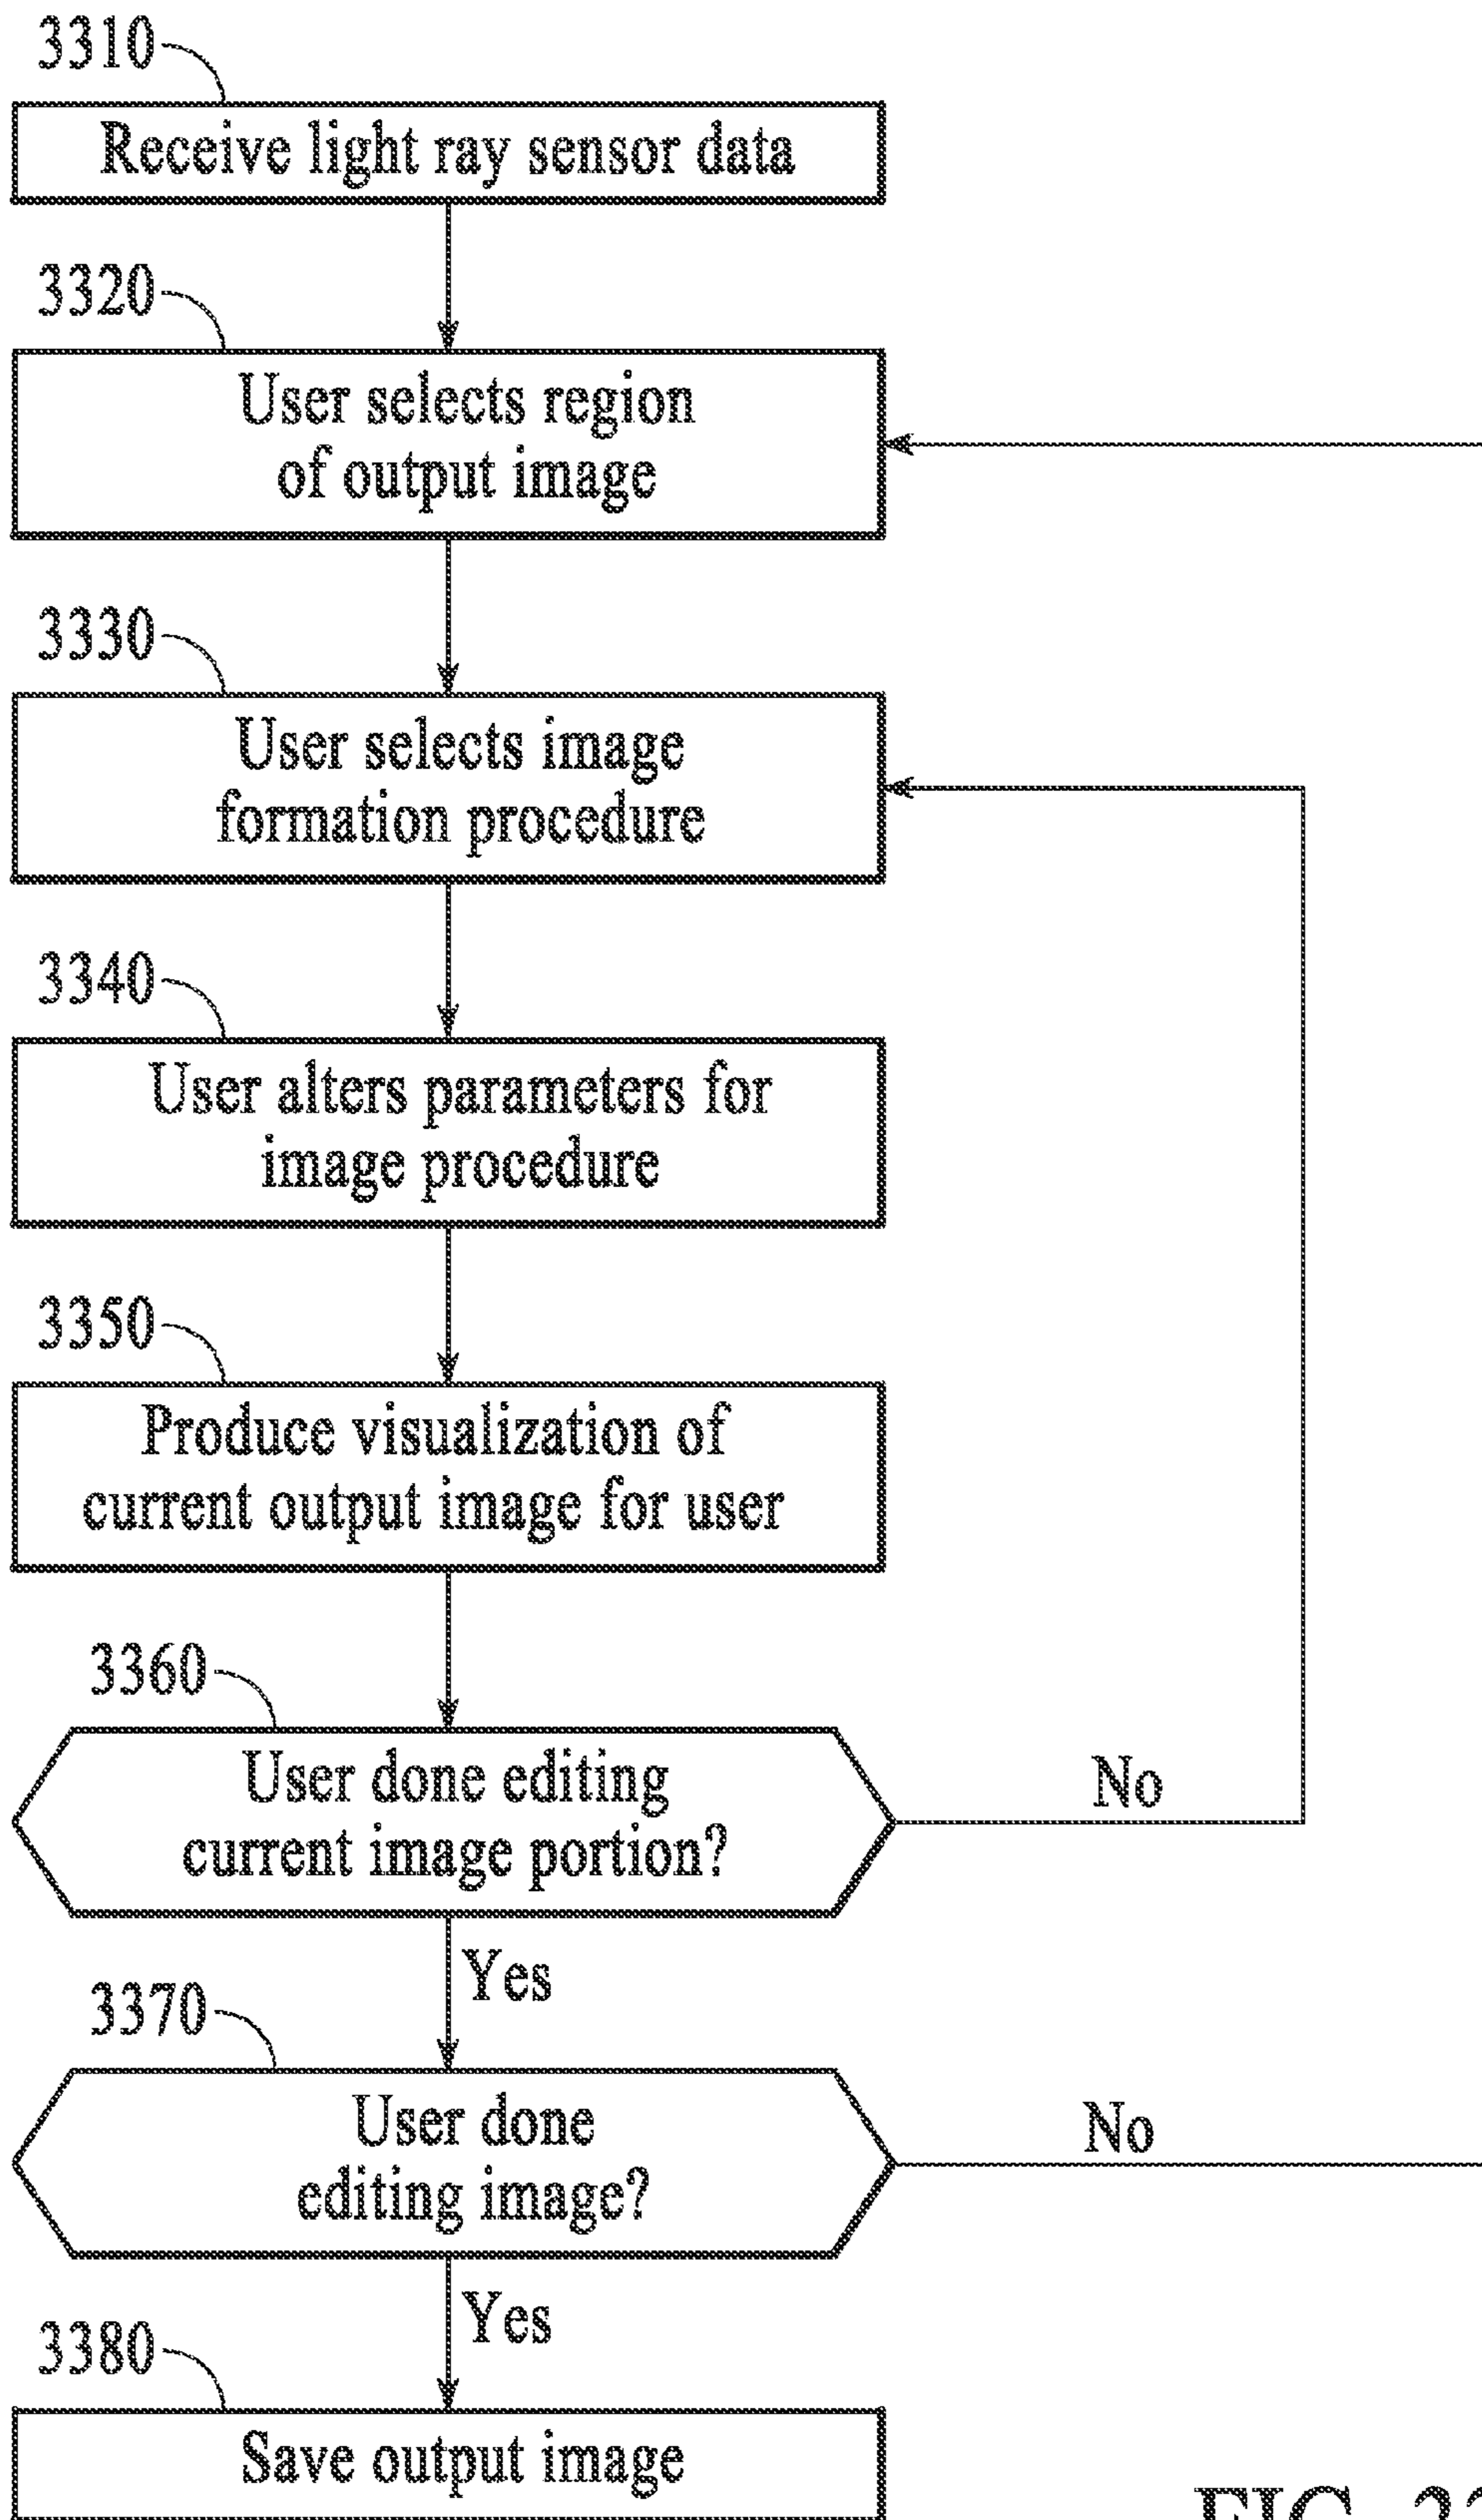 3310
Receive light ray sensor data
3320
User selects region
of output image
3330
User selects image
formation procedure
3340
User alters parameters for
image procedure
3350
Produce visualization of
current output image for user
3360
User done editing
current image portion?
No
Yes
3370
User done
editing image?
No
Yes
3380
Save output image
FIG.